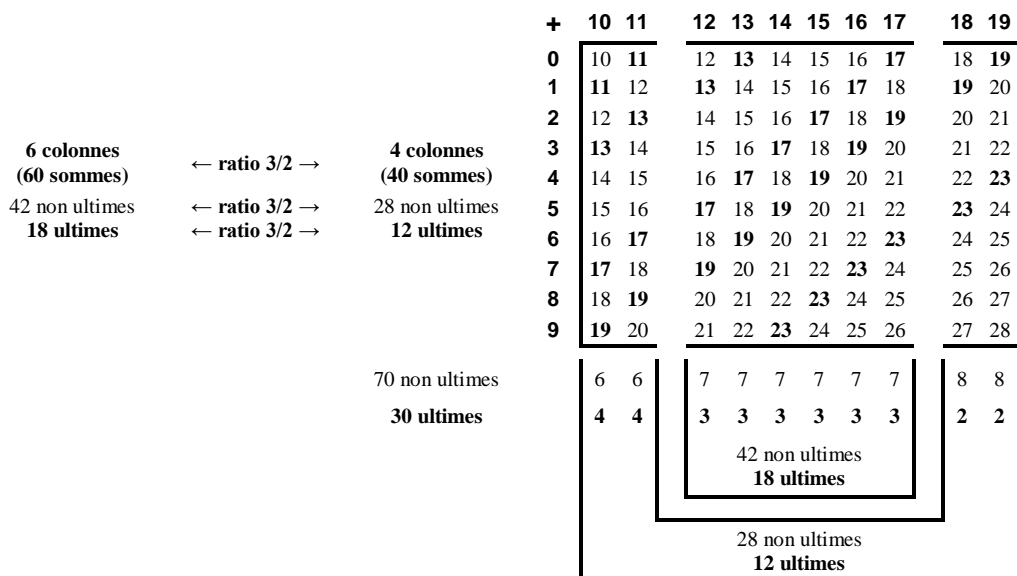 + 10 11 12 13 14 15 16 17 18 19
0 10 11 12 13 14 15 16 17 18 19
1 11 12 13 14 15 16 17 18 19 20
2 12 13 14 15 16 17 18 19 20 21
6 colonnes ← ratio 3/2 → 4 colonnes 3 13 14 15 16 17 18 19 20 21 22
(60 sommes) (40 sommes) 4 14 15 16 17 18 19 20 21 22 23
42 non ultimes ← ratio 3/2 → 28 non ultimes 5 15 16 17 18 19 20 21 22 23 24
18 ultimes ← ratio 3/2 → 12 ultimes 6 16 17 18 19 20 21 22 23 24 25
7 17 18 19 20 21 22 23 24 25 26
8 18 19 20 21 22 23 24 25 26 27
9 19 20 21 22 23 24 25 26 27 28
70 non ultimes 6 6 7 7 7 7 7 7 8 8
30 ultimes 4 4 3 3 3 3 3 3 2 2
42 non ultimes
18 ultimes
28 non ultimes
12 ultimes